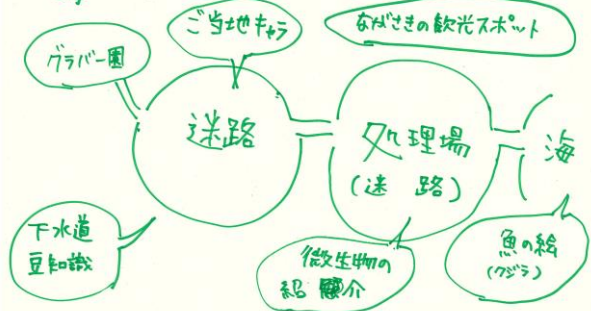 ご当地キャラ
ながさきの観光スポット
グラバー園
迷路
処理場
(迷路)
海
下水道
豆知識
微生物の
紹介
魚の絵
(クジラ)